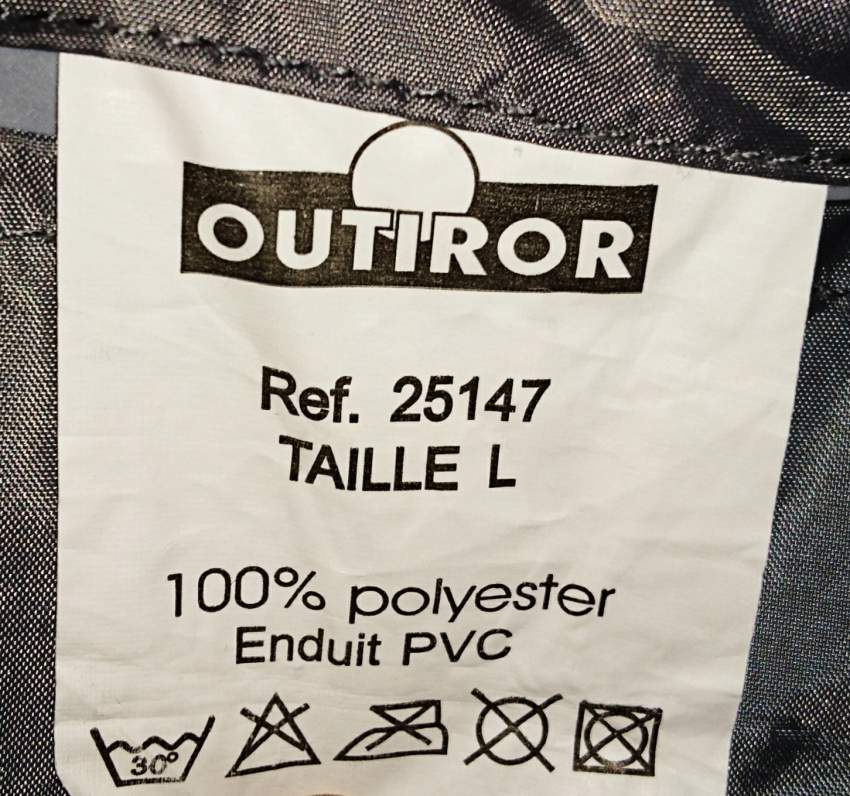 OUTIROR
Ref. 25147
TAILLE L
100% polyester
Enduit PVC
30°